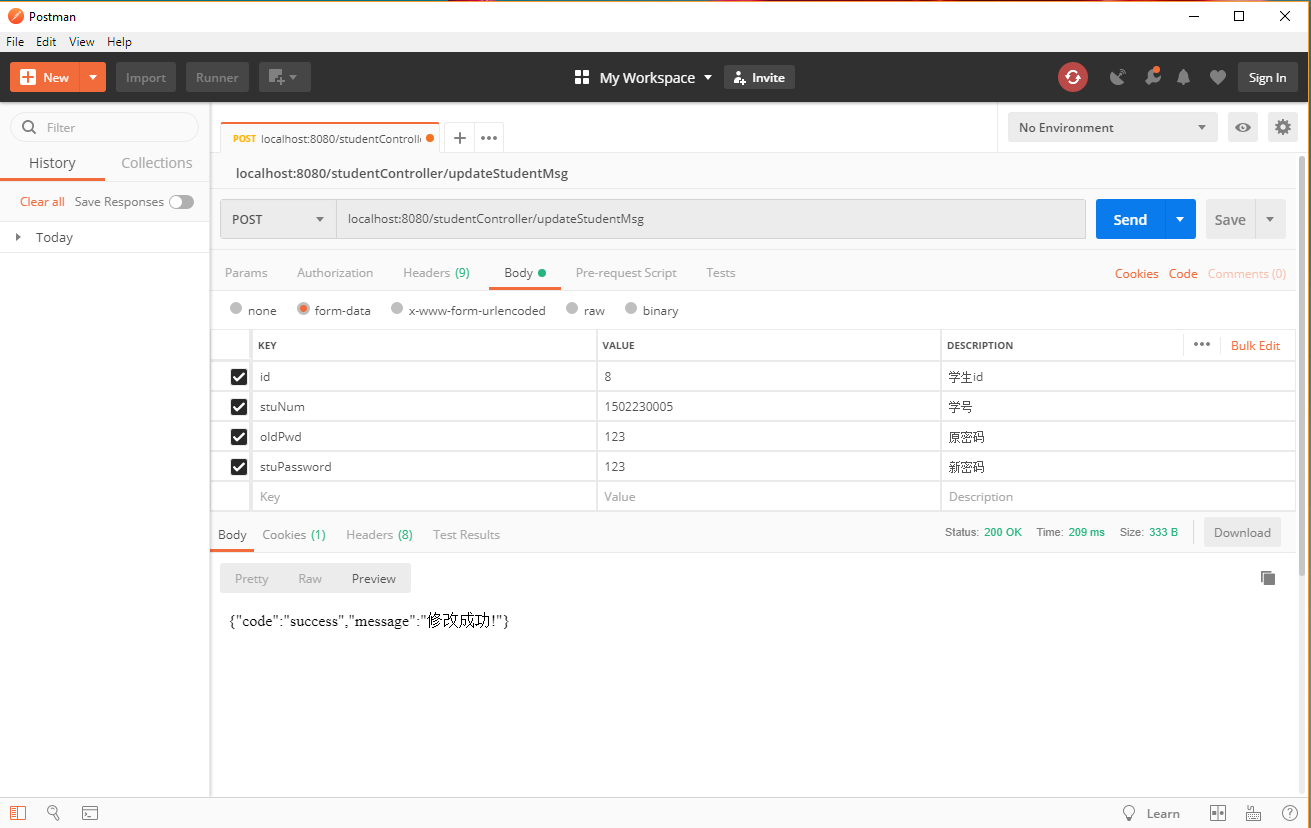 Postman
File Edit View Help
New Import Runner My Workspace Invite Sign In
Filter
History Collections
Clear all Save Responses
Today
POST localhost:8080/studentControll
No Environment
localhost:8080/studentController/updateStudentMsg
POST localhost:8080/studentController/updateStudentMsg Send Save
Params Authorization Headers (9) Body Pre-request Script Tests Cookies Code Comments (0)
none form-data x-www-form-urlencoded raw binary
KEY VALUE DESCRIPTION Bulk Edit
id 8 学生id
stuNum 1502230005 学号
oldPwd 123 原密码
stuPassword 123 新密码
Key Value Description
Body Cookies (1) Headers (8) Test Results Status: 200 OK Time: 209 ms Size: 333 B Download
Pretty Raw Preview
{"code":"success","message":"修改成功!"}
Learn